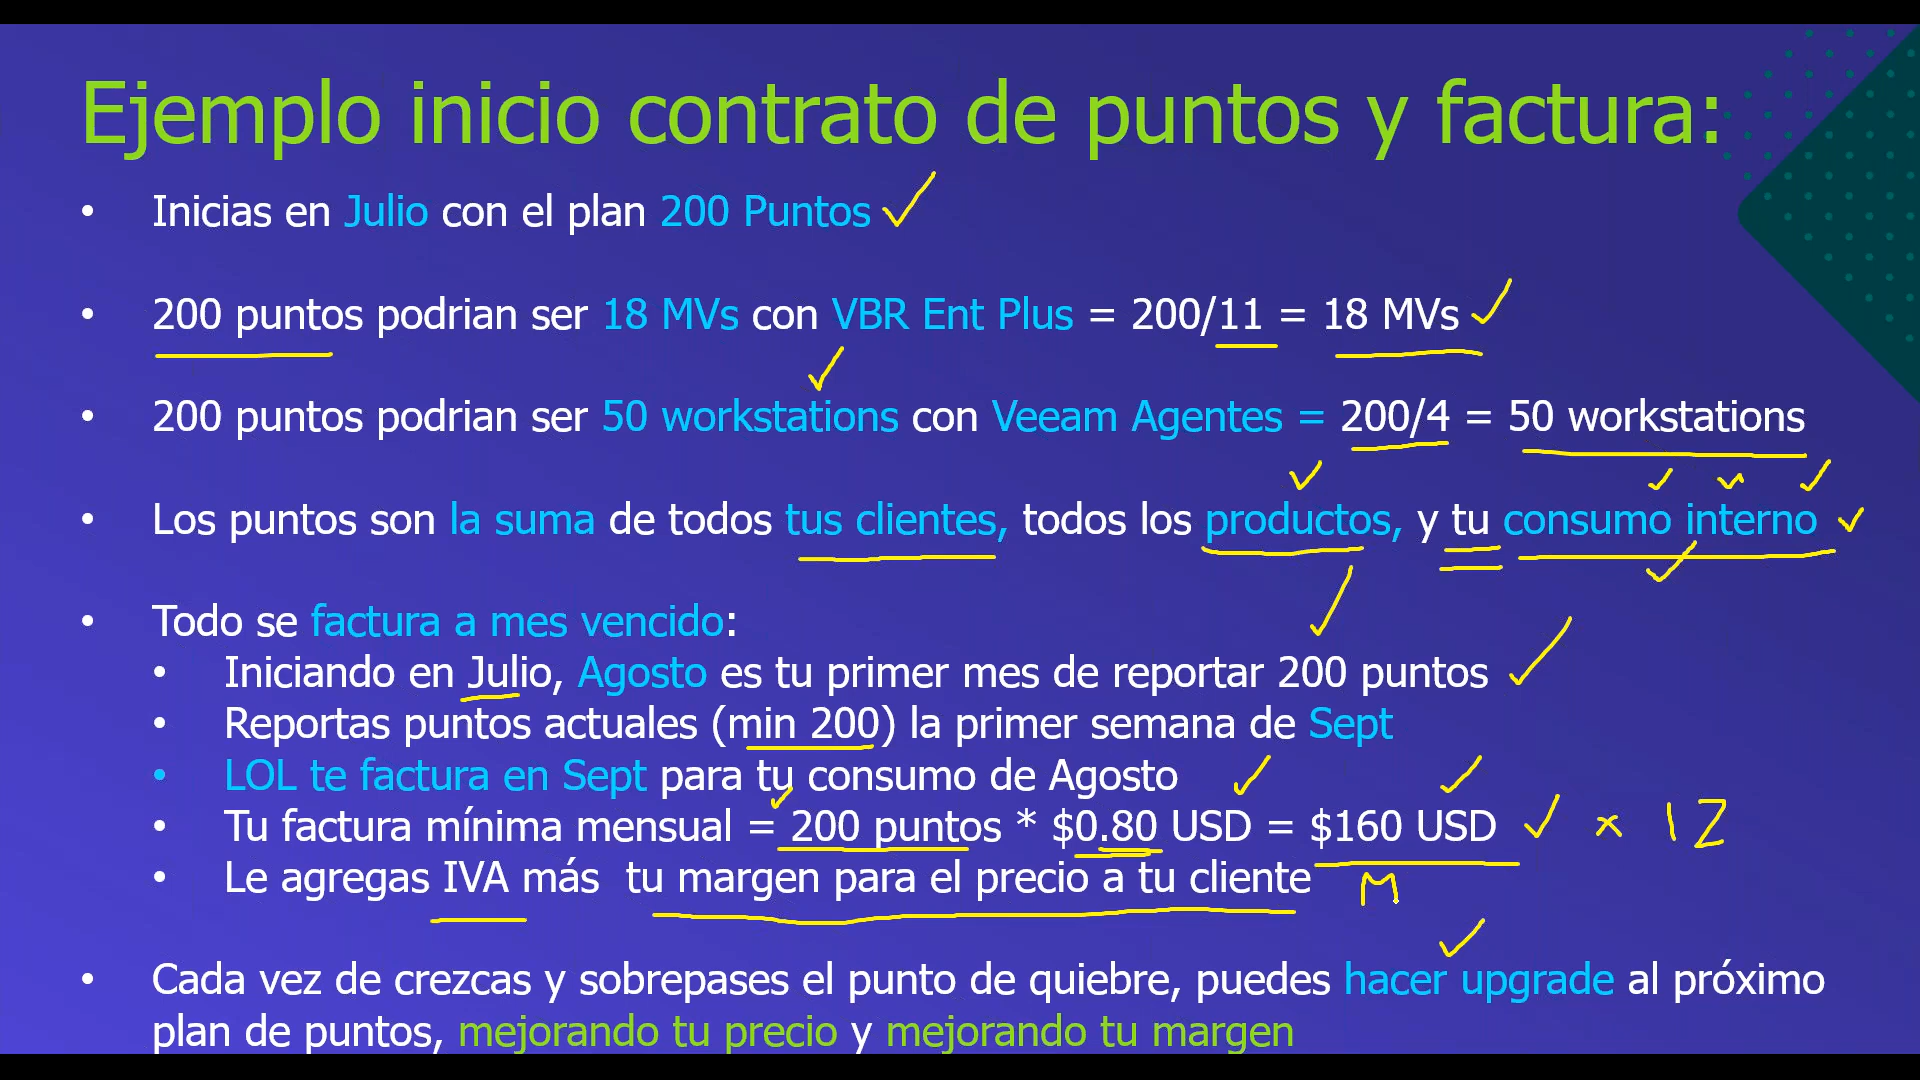 Ejemplo inicio contrato de puntos y factura:
• Inicias en Julio con el plan 200 Puntos
• 200 puntos podrian ser 18 MVs con VBR Ent Plus = 200/11 = 18 MVs
• 200 puntos podrian ser 50 workstations con Veeam Agentes = 200/4 = 50 workstations
• Los puntos son la suma de todos tus clientes, todos los productos, y tu consumo interno
• Todo se factura a mes vencido:
• Iniciando en Julio, Agosto es tu primer mes de reportar 200 puntos
• Reportas puntos actuales (min 200) la primer semana de Sept
• LOL te factura en Sept para tu consumo de Agosto
• Tu factura mínima mensual = 200 puntos * $0.80 USD = $160 USD x 12
• Le agregas IVA más tu margen para el precio a tu cliente M
• Cada vez de crezcas y sobrepases el punto de quiebre, puedes hacer upgrade al próximo
plan de puntos, mejorando tu precio y mejorando tu margen